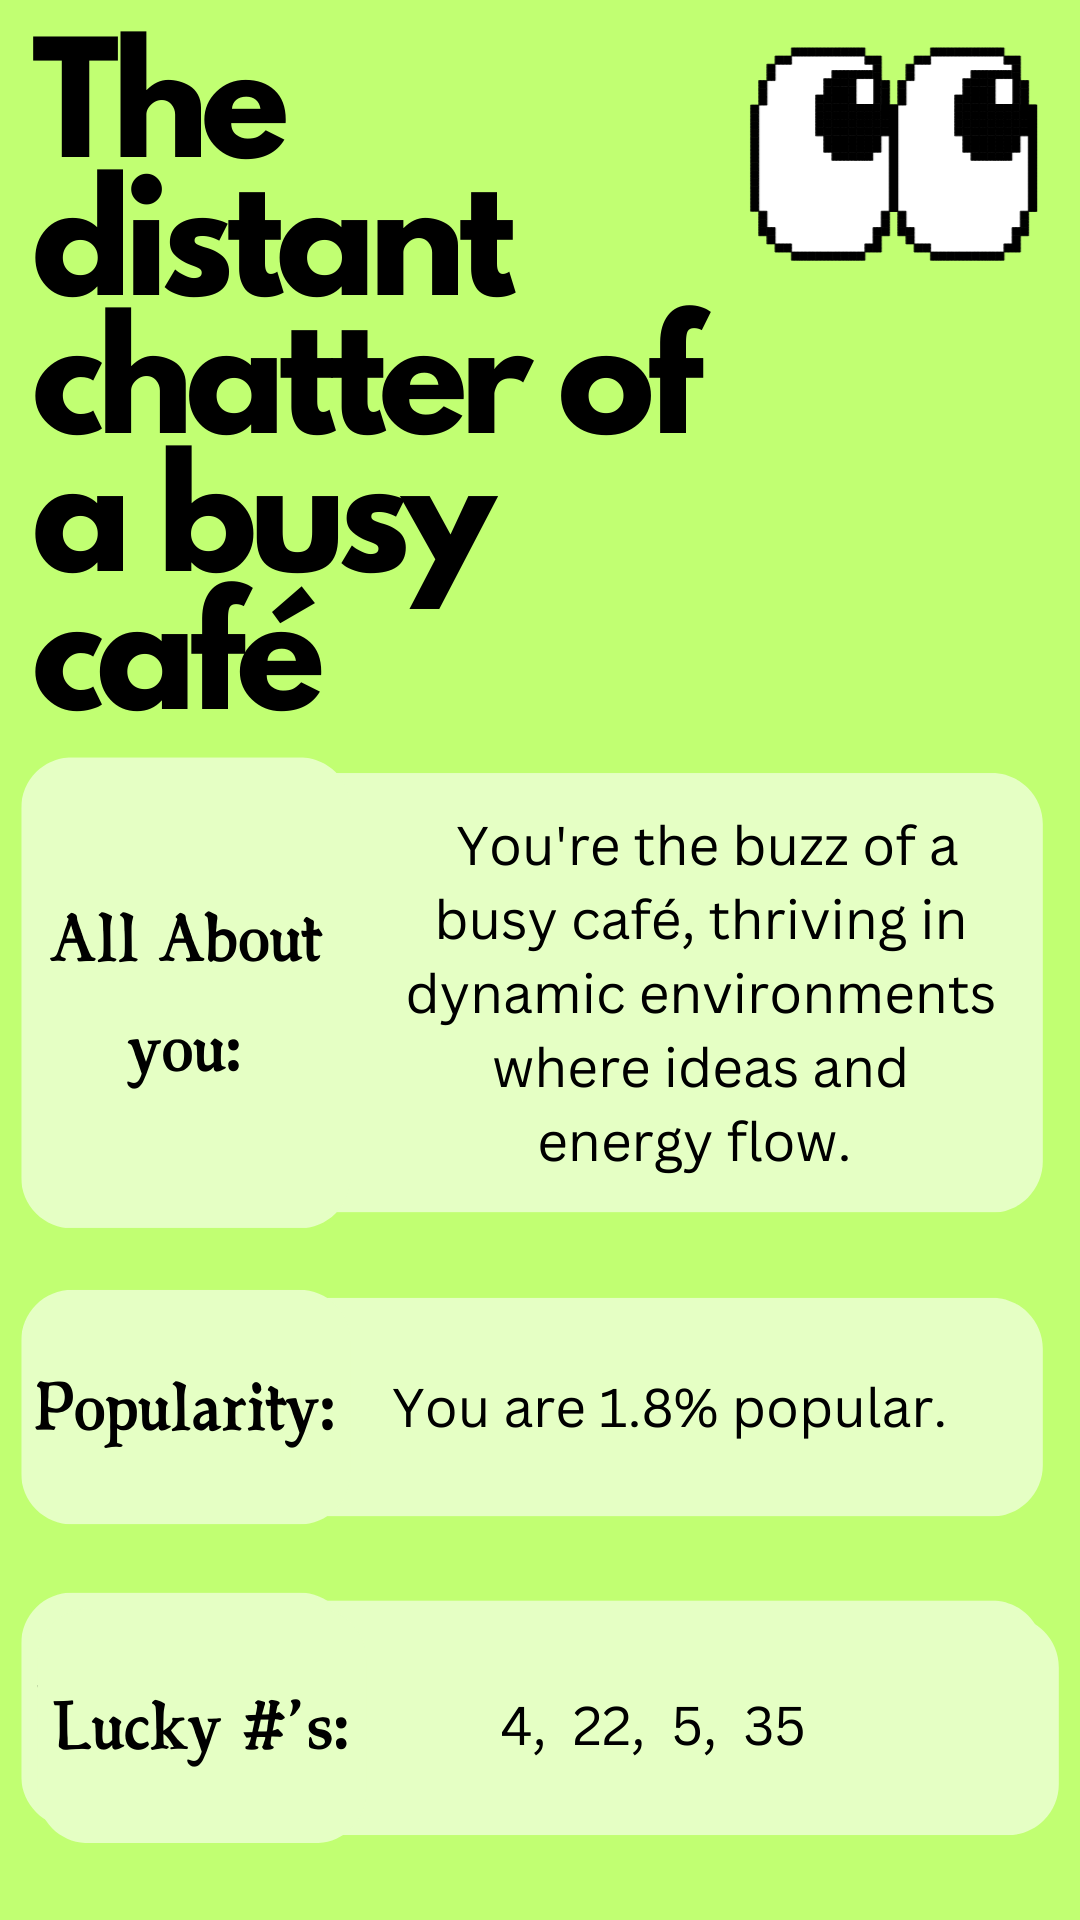 The
distant
chatter of
a busy
café
All About
you:
You're the buzz of a
busy café, thriving in
dynamic environments
where ideas and
energy flow.
Popularity:
You are 1.8% popular.
Lucky #'s:
4, 22, 5, 35